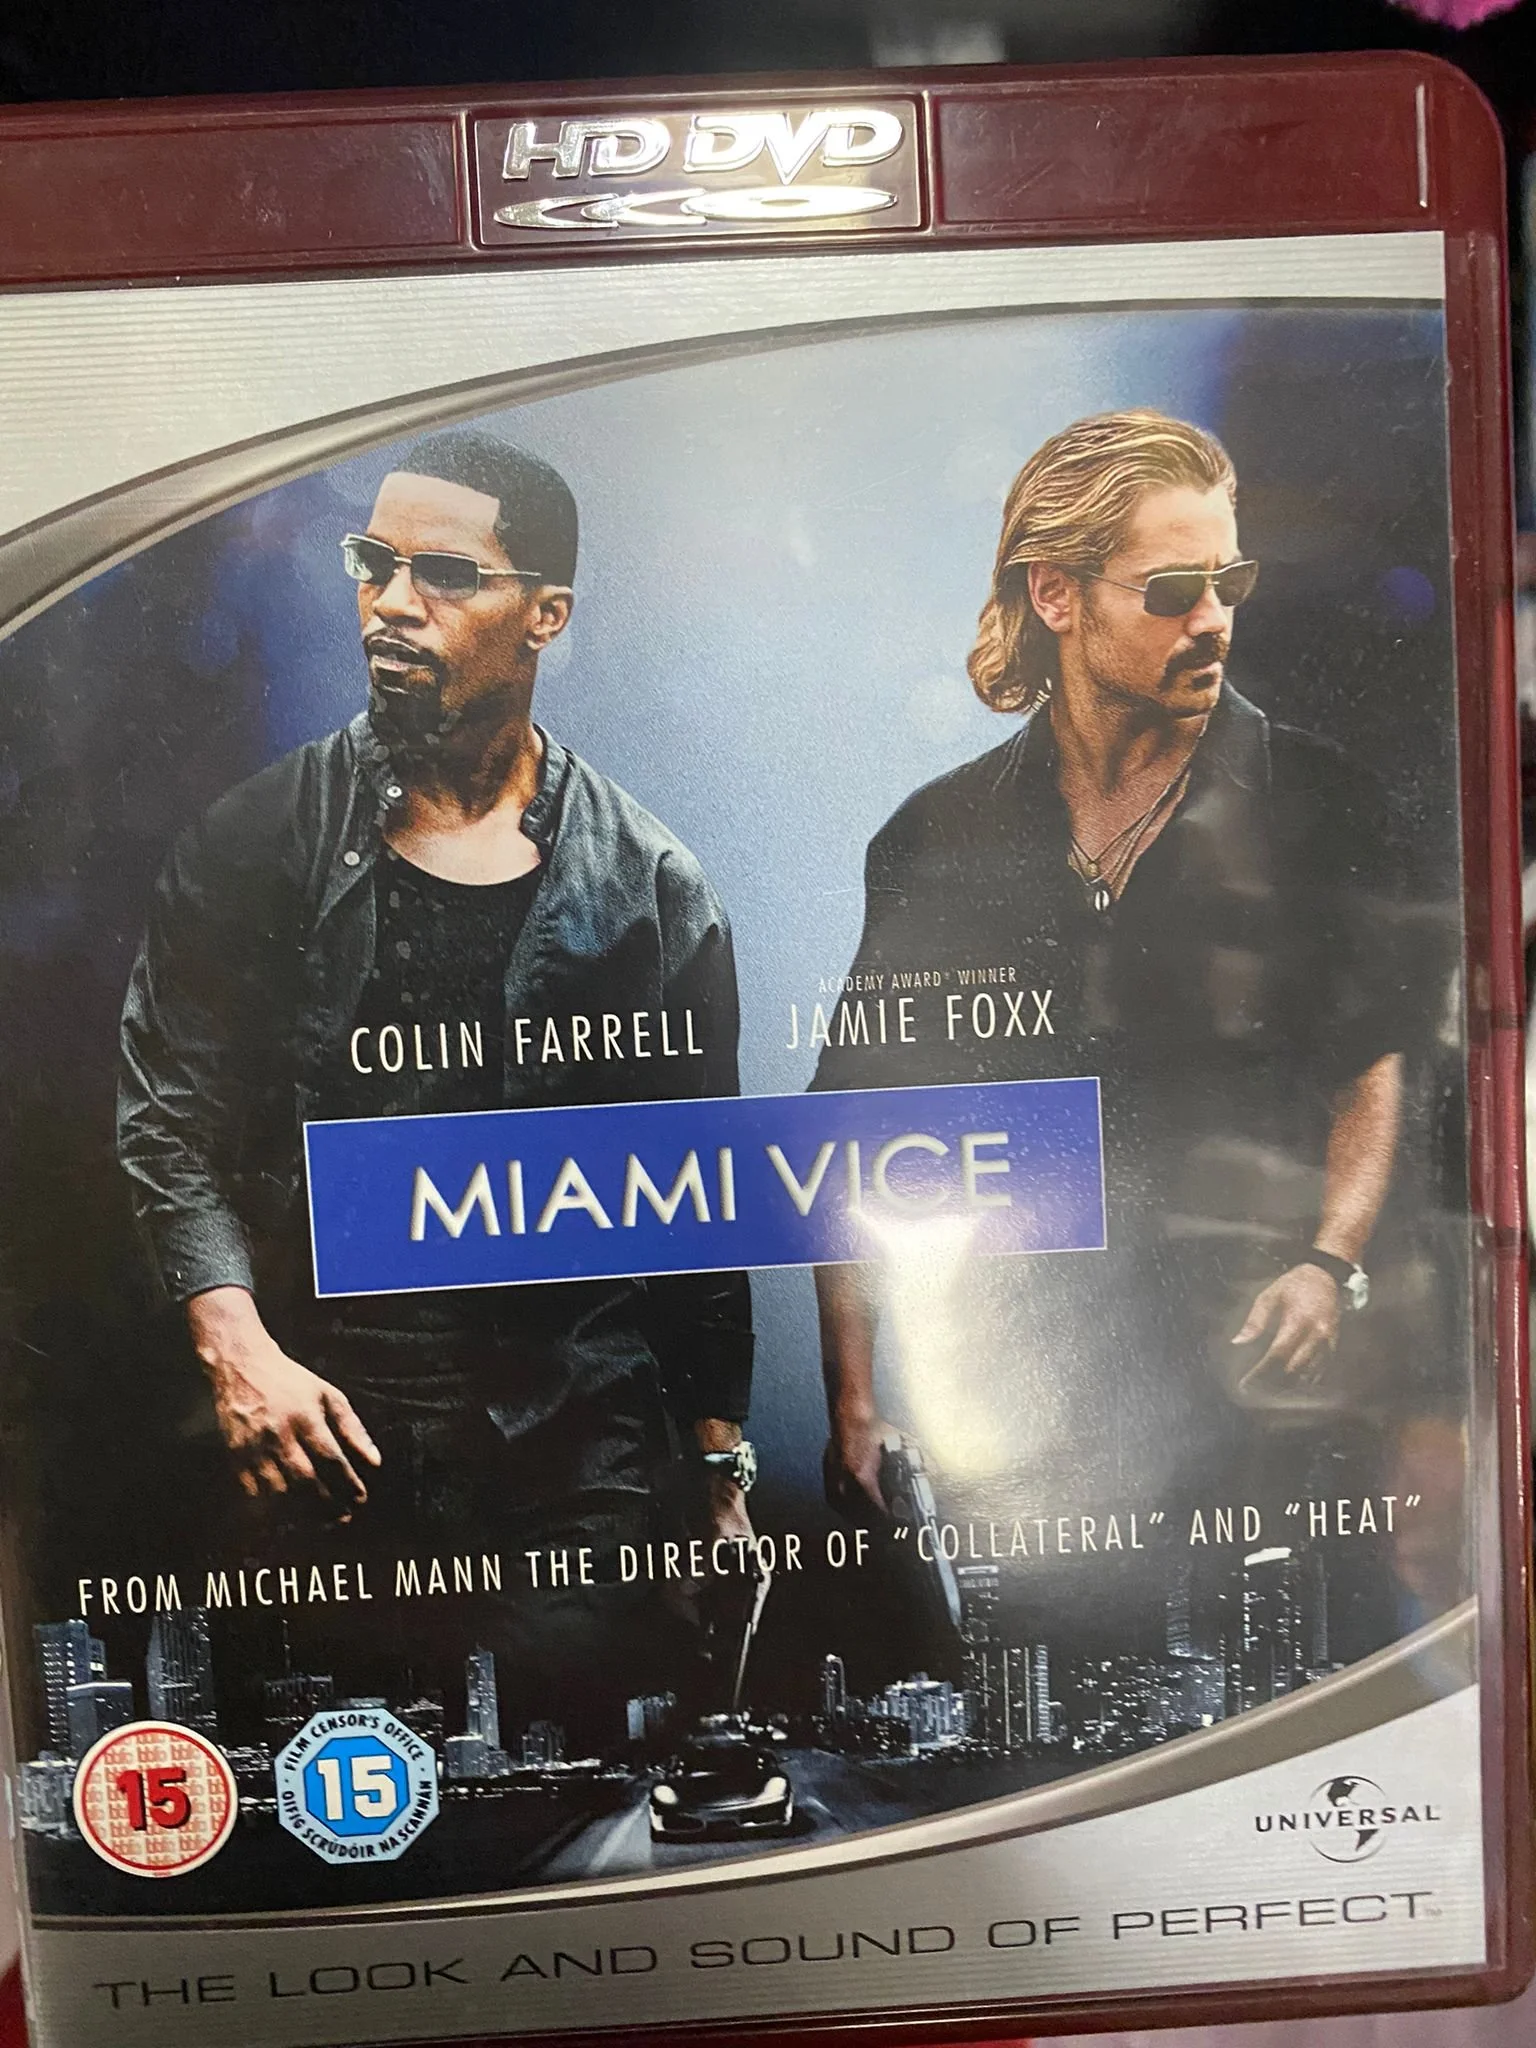 HD DVD
COLIN FARRELL
ACADEMY AWARD® WINNER
JAMIE FOXX
MIAMI VICE
FROM MICHAEL MANN THE DIRECTOR OF “COLLATERAL” AND “HEAT”
15
FILM CENSOR'S OFFICE
15
OIFIG SCRÚDÓIR NA SCANNÁN
UNIVERSAL
THE LOOK AND SOUND OF PERFECT™